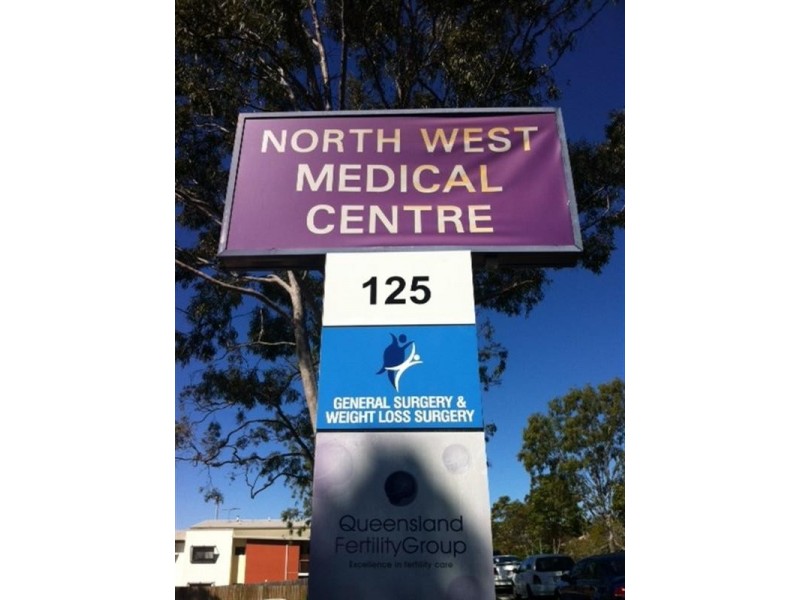 NORTH WEST
MEDICAL
CENTRE
125
GENERAL SURGERY &
WEIGHT LOSS SURGERY
Queensland
FertilityGroup
Excellence in fertility care